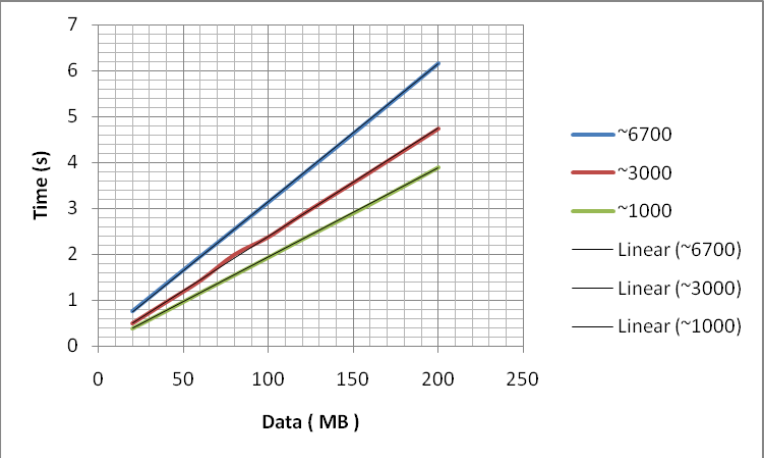 7
6
5
4
3
2
1
0
Time (s)
0 50 100 150 200 250
Data ( MB )
~6700
~3000
~1000
Linear (~6700)
Linear (~3000)
Linear (~1000)